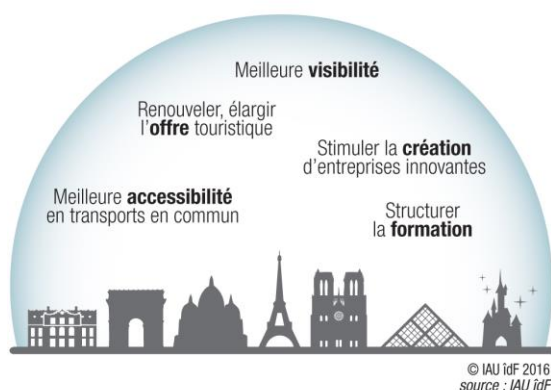 Meilleure visibilité
Renouveler, élargir
l'offre touristique
Stimuler la création
d'entreprises innovantes
Meilleure accessibilité
en transports en commun
Structurer
la formation
© IAU îdF 2016
source : IAU îdF